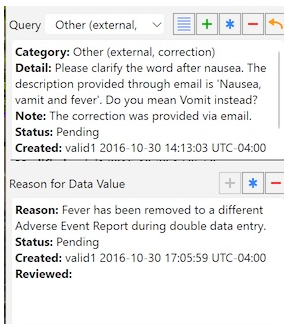 Query Other (external,
Category: Other (external, correction)
Detail: Please clarify the word after nausea. The
description provided through email is 'Nausea,
vamit and fever`. Do you mean Vomit instead?
Note: The correction was provided via email.
Status: Pending
Created: valid1 2016-10-30 14:13:03 UTC-04:00
Reason for Data Value
Reason: Fever has been removed to a different
Adverse Event Report during double data entry.
Status: Pending
Created: valid1 2016-10-30 17:05:59 UTC-04:00
Reviewed: